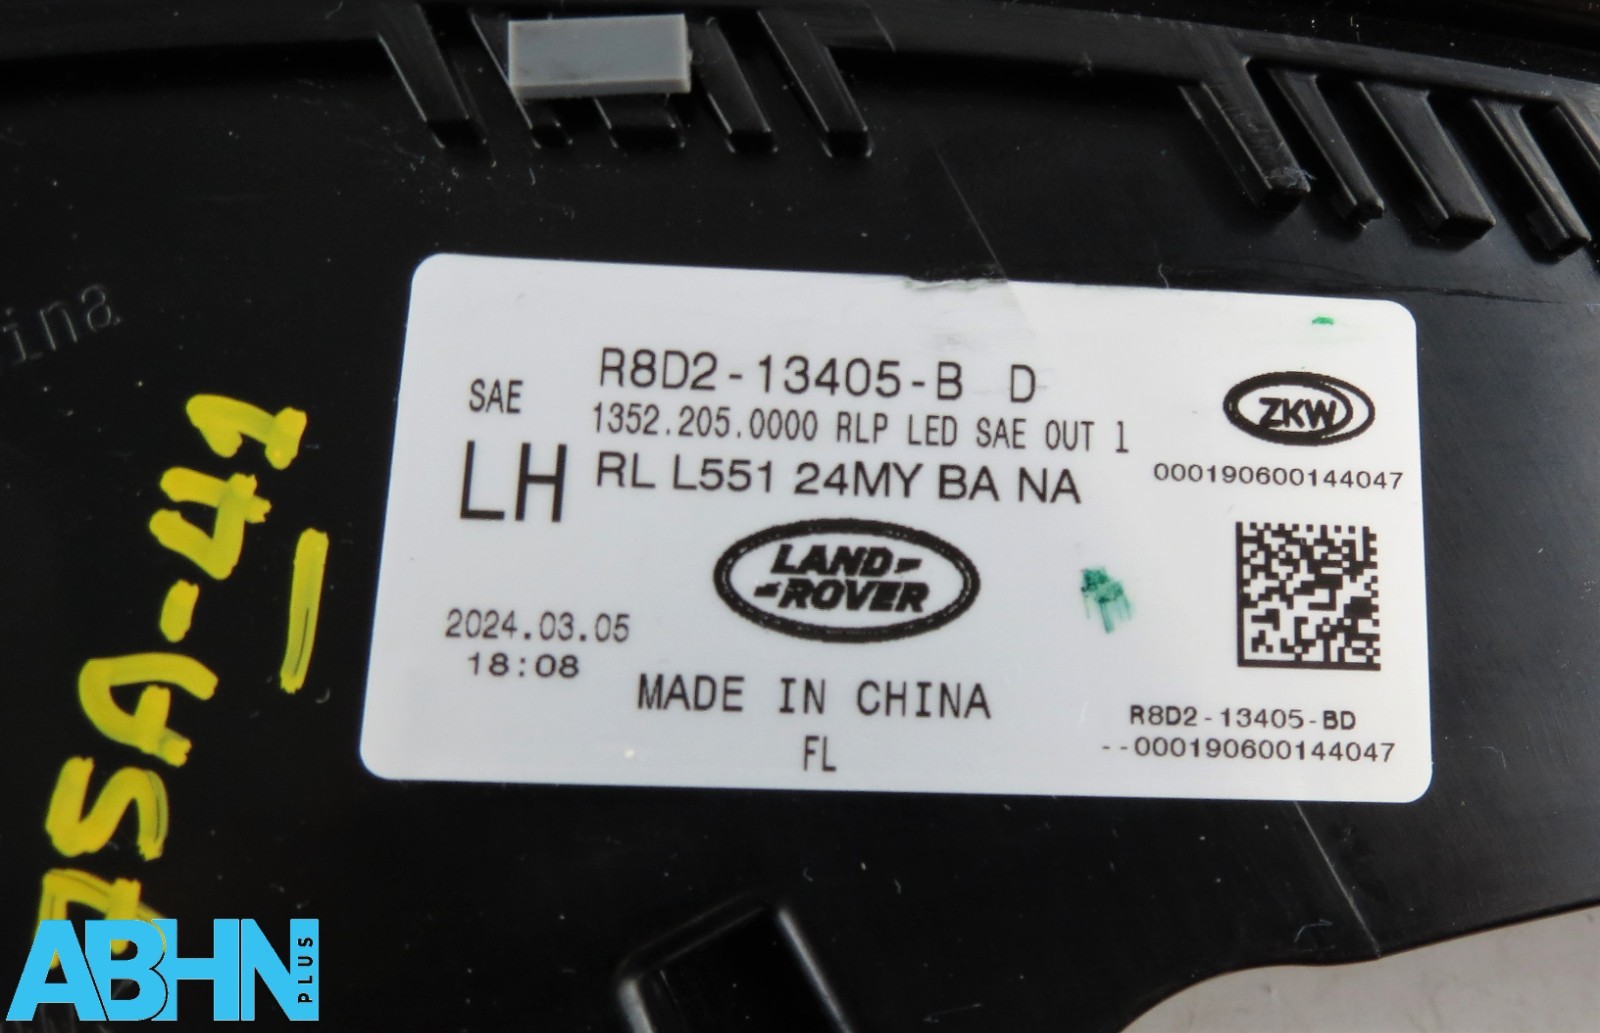 ina
SAE
R8D2-13405-B D
1352.205.0000 RLP LED SAE OUT 1
LH
RL L551 24MY BA NA
ZKW
000190600144047
LAND-
-ROVER
2024.03.05
18:08
MADE IN CHINA
FL
R8D2-13405-BD
--000190600144047
ABHN
PLUS